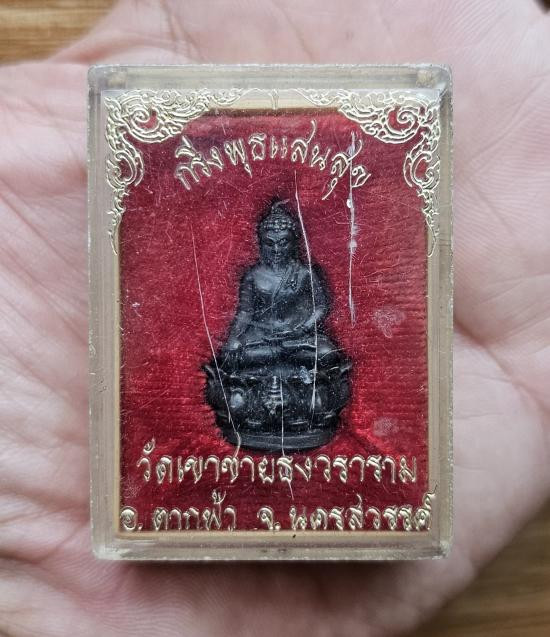 กริ่งพุทธแสนสุข
วัดเขาชายธงวราราม
อ.ตากฟ้า จ.นครสวรรค์